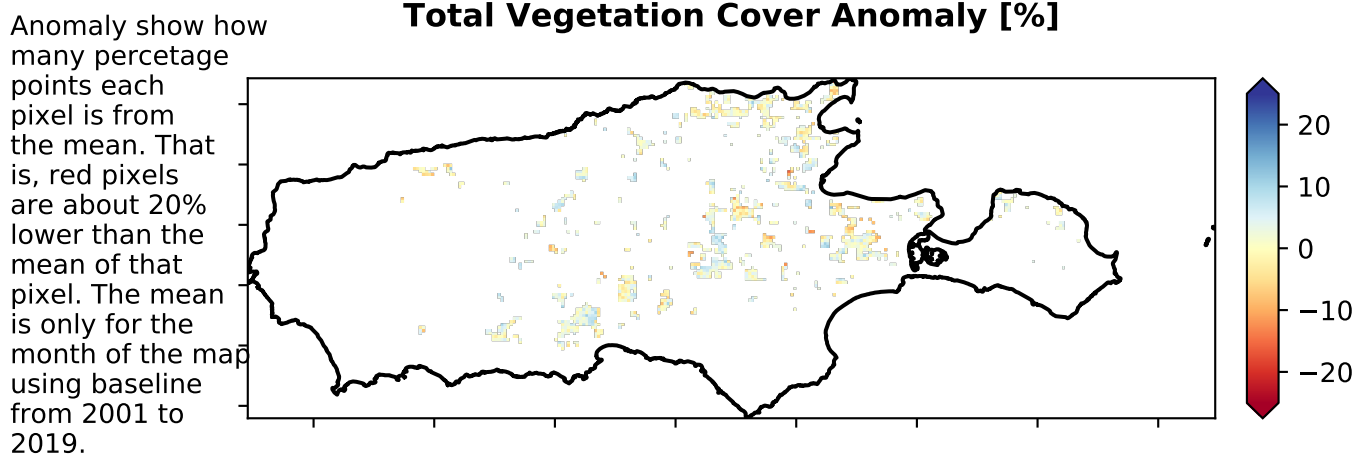 Total Vegetation Cover Anomaly [%]
Anomaly show how
many percetage
points each
pixel is from
the mean. That
is, red pixels
are about 20%
lower than the
mean of that
pixel. The mean
is only for the
month of the map
using baseline
from 2001 to
2019.
20
10
0
−10
−20